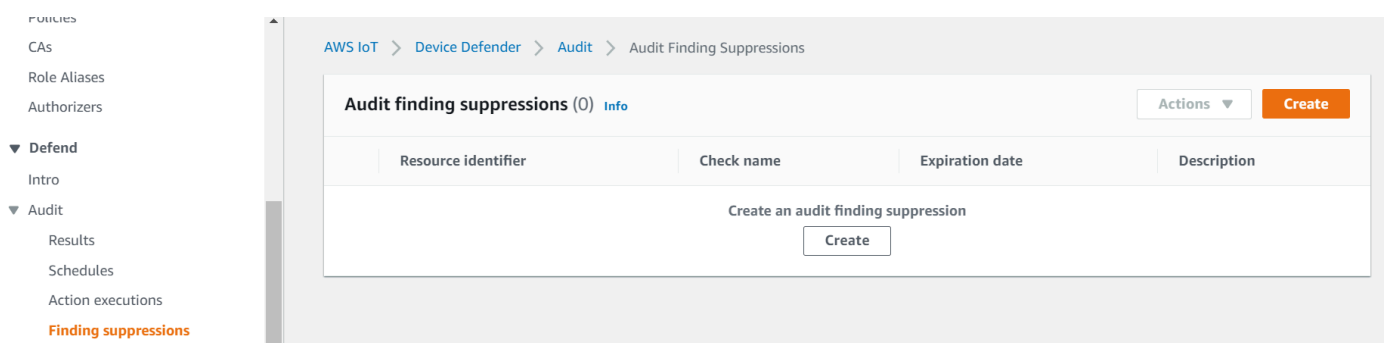 Policies
CAs
Role Aliases
Authorizers
Defend
Intro
Audit
Results
Schedules
Action executions
Finding suppressions
AWS IoT > Device Defender > Audit > Audit Finding Suppressions
Audit finding suppressions (0) Info
Actions
Create
Resource identifier Check name Expiration date Description
Create an audit finding suppression
Create